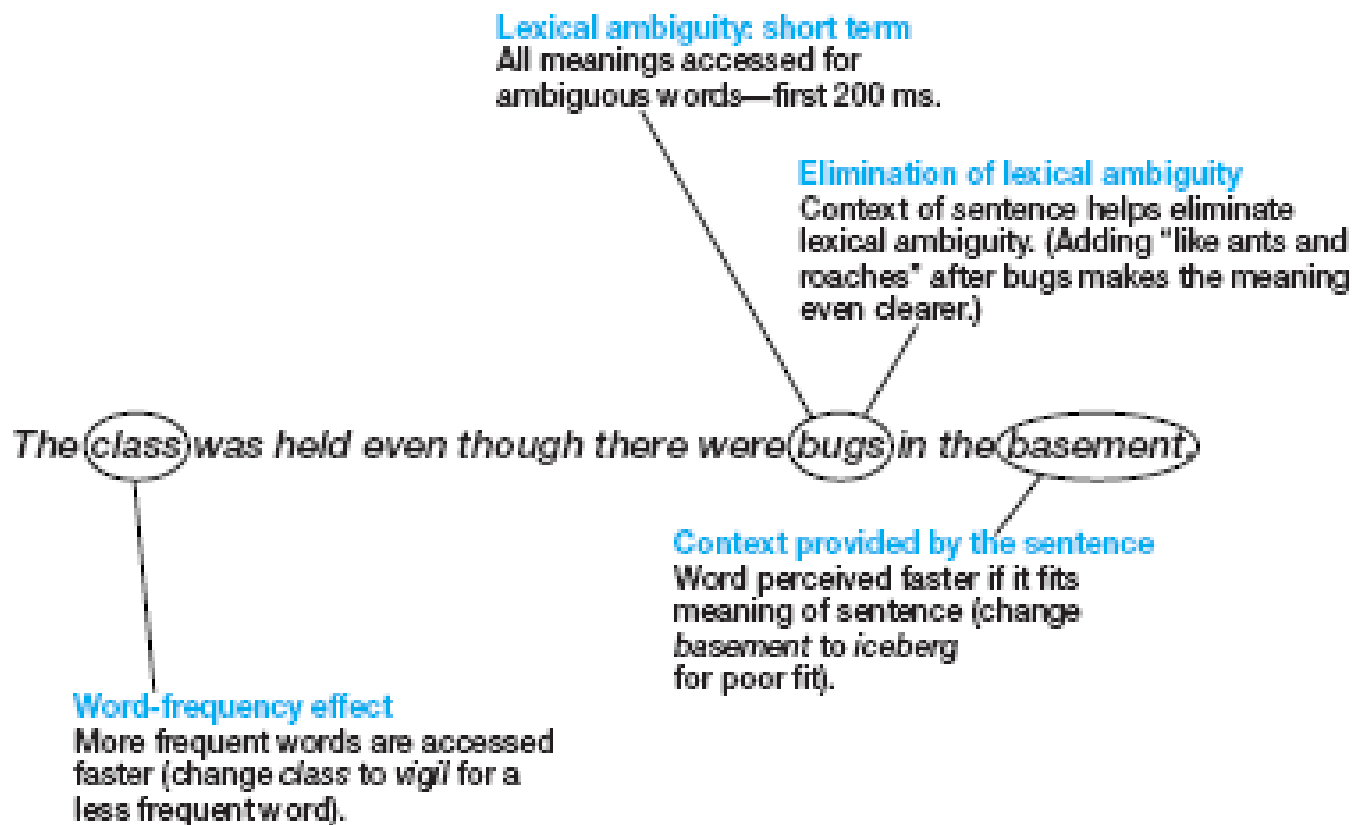 Lexical ambiguity: short term
All meanings accessed for
ambiguous words—first 200 ms.
Elimination of lexical ambiguity
Context of sentence helps eliminate
lexical ambiguity. (Adding "like ants and
roaches" after bugs makes the meaning
even clearer.)
The class was held even though there were bugs in the basement.
Context provided by the sentence
Word perceived faster if it fits
meaning of sentence (change
basement to iceberg
for poor fit).
Word-frequency effect
More frequent words are accessed
faster (change class to vigil for a
less frequent word).